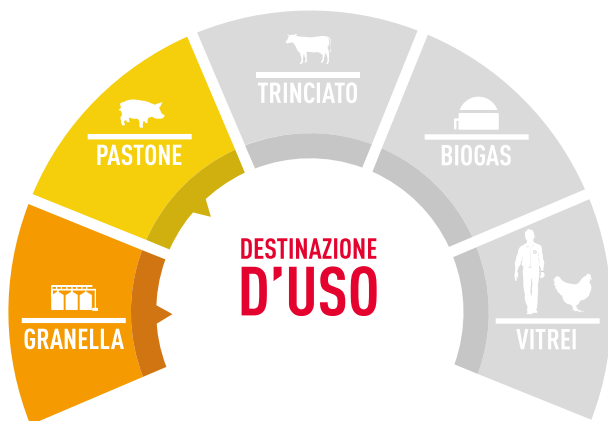 TRINCIATO
PASTONE
BIOGAS
DESTINAZIONE
D'USO
GRANELLA
VITREI